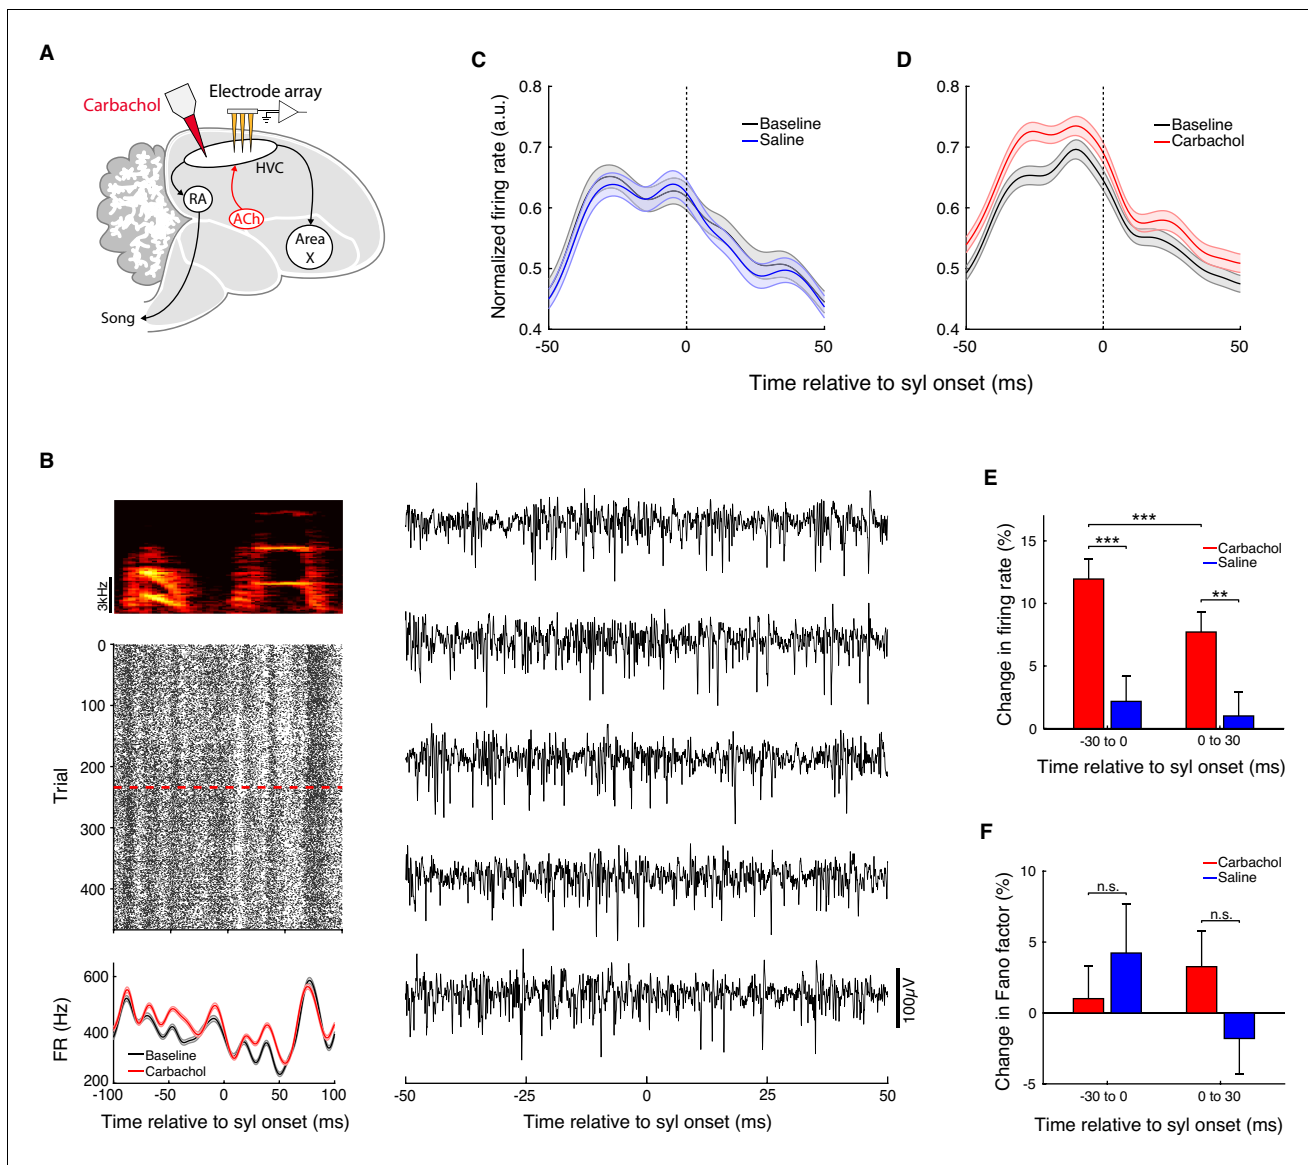 A
Carbachol
Electrode array
HVC
RA
ACh
Area
X
Song
C
Normalized firing rate (a.u.)
0.8
0.7
0.6
0.5
0.4
Baseline
Saline
-50
0
50
D
0.8
0.7
0.6
0.5
0.4
Baseline
Carbachol
-50
0
50
Time relative to syl onset (ms)
B
3kHz
Trial
0
100
200
300
400
FR (Hz)
600
400
200
Baseline
Carbachol
-100
-50
0
50
100
Time relative to syl onset (ms)
100μV
-50
-25
0
25
50
Time relative to syl onset (ms)
E
Change in firing rate (%)
15
10
5
0
***
***
**
Carbachol
Saline
-30 to 0
0 to 30
Time relative to syl onset (ms)
F
Change in Fano factor (%)
10
5
0
-5
n.s.
n.s.
Carbachol
Saline
-30 to 0
0 to 30
Time relative to syl onset (ms)